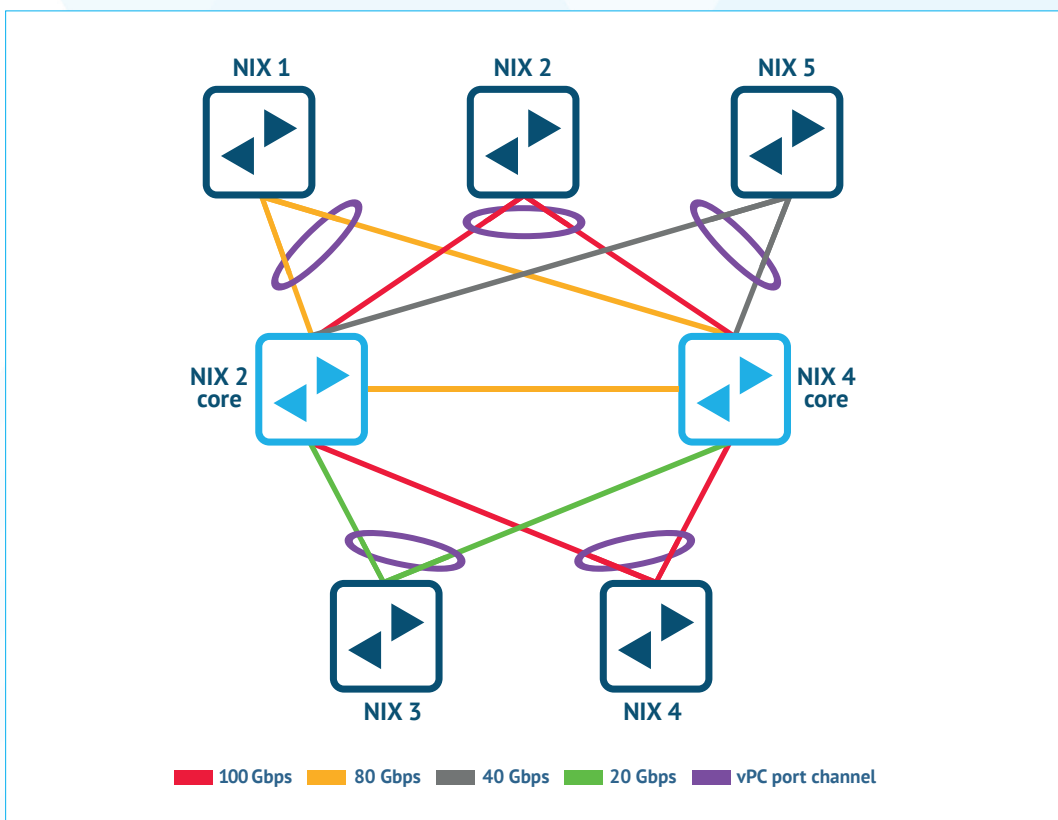 NIX 1
NIX 2
NIX 5
NIX 2
core
NIX 4
core
NIX 3
NIX 4
100 Gbps
80 Gbps
40 Gbps
20 Gbps
vPC port channel